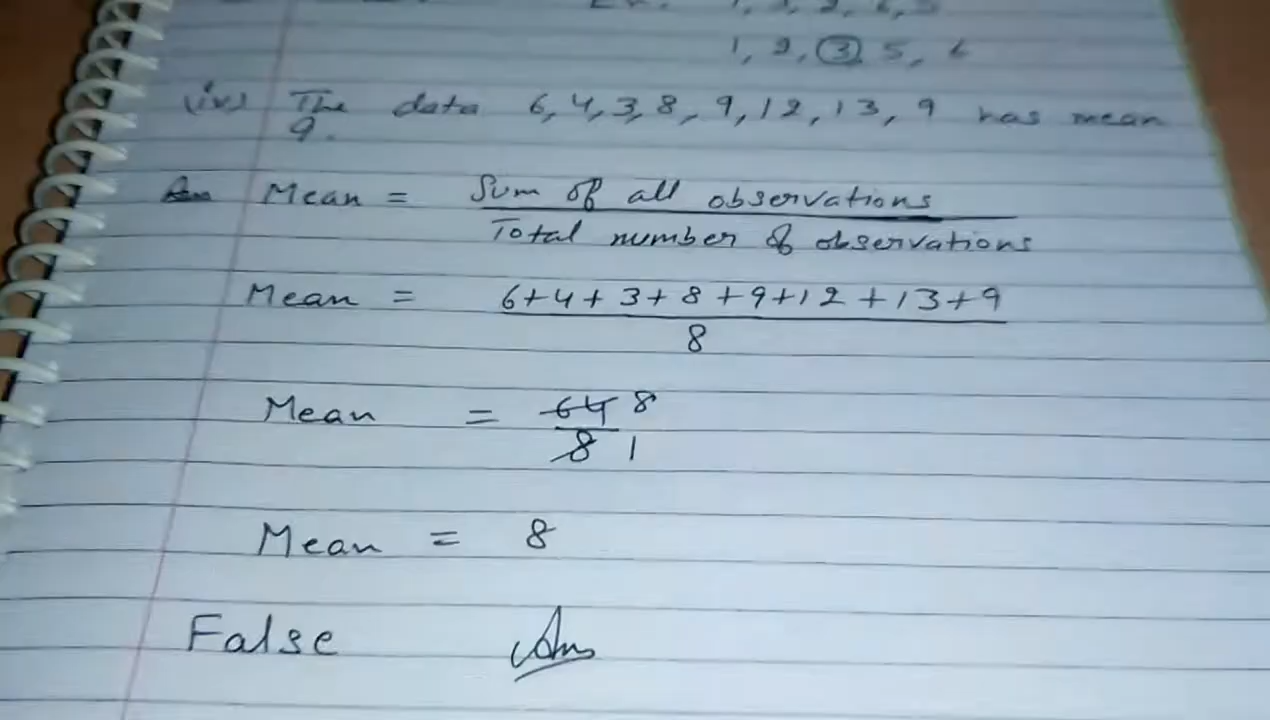 1, 2, 3, 5, 6
(iv) The data 6, 4, 3, 8, 9, 12, 13, 9 has mean
9.
Ans Mean = Sum of all observations
Total number of observations
Mean = 6+4+3+8+9+12+13+9
8
Mean = 64 8
8 1
Mean = 8
False Ans